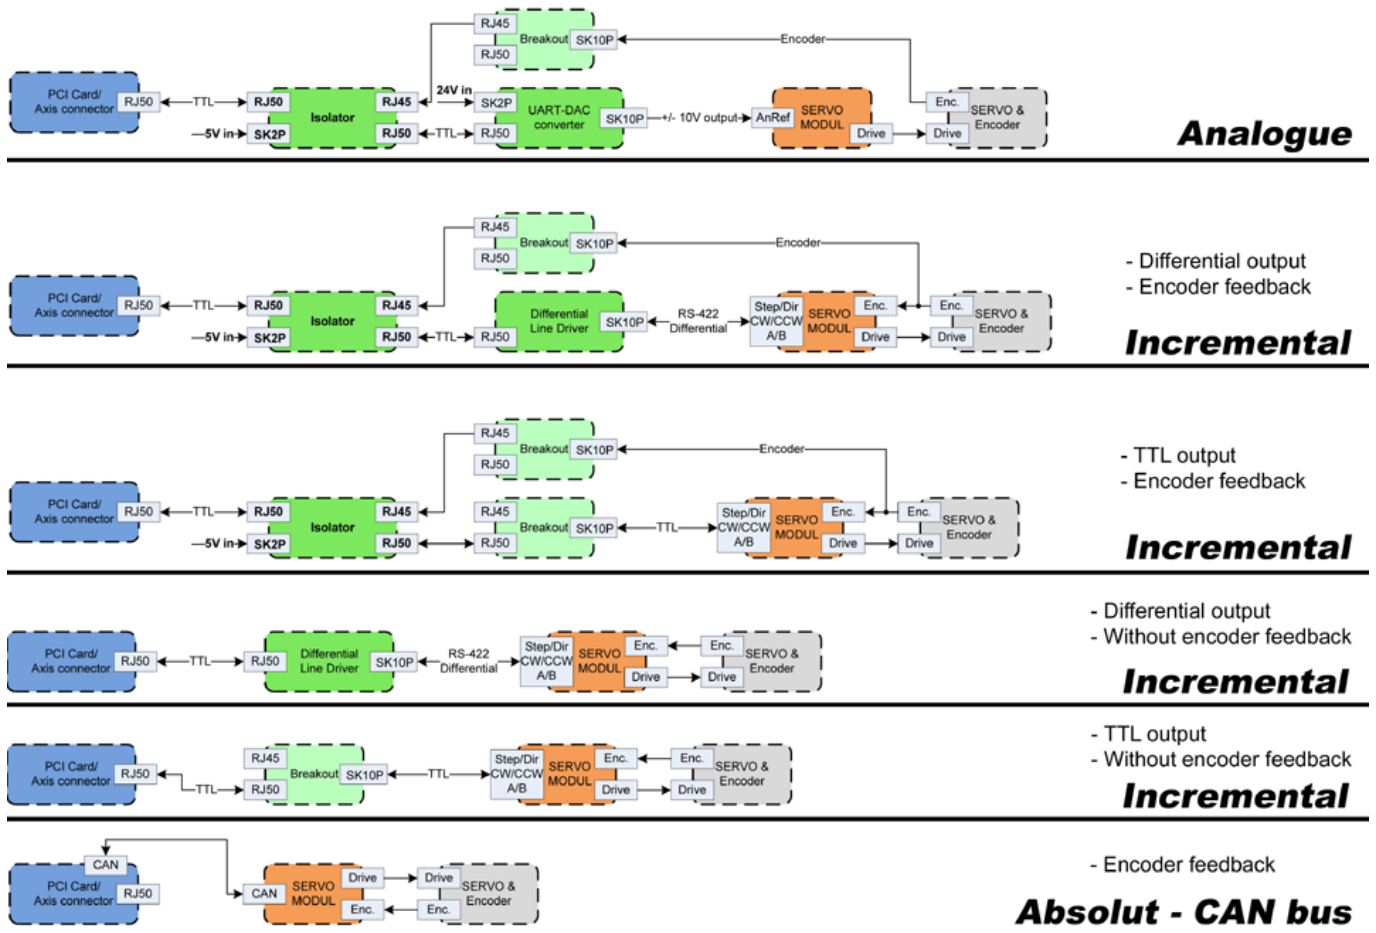 RJ45
Breakout
SK10P
Encoder
RJ50
PCI Card/
Axis connector
RJ50
TTL
RJ50
Isolator
RJ45
5V in
SK2P
RJ50
TTL
24V in
SK2P
UART-DAC
converter
RJ50
SK10P
+/- 10V output
AnRef
SERVO
MODUL
Drive
Enc.
SERVO &
Encoder
Drive
Analogue
RJ45
Breakout
SK10P
Encoder
RJ50
PCI Card/
Axis connector
RJ50
TTL
RJ50
Isolator
RJ45
5V in
SK2P
RJ50
TTL
RJ50
Differential
Line Driver
SK10P
RS-422
Differential
Step/Dir
CW/CCW
A/B
SERVO
MODUL
Enc.
Drive
Enc.
SERVO &
Encoder
Drive
- Differential output
- Encoder feedback
Incremental
RJ45
Breakout
SK10P
Encoder
RJ50
PCI Card/
Axis connector
RJ50
TTL
RJ50
Isolator
RJ45
5V in
SK2P
RJ50
RJ45
Breakout
SK10P
RJ50
TTL
Step/Dir
CW/CCW
A/B
SERVO
MODUL
Enc.
Drive
Enc.
SERVO &
Encoder
Drive
- TTL output
- Encoder feedback
Incremental
PCI Card/
Axis connector
RJ50
TTL
RJ50
Differential
Line Driver
SK10P
RS-422
Differential
Step/Dir
CW/CCW
A/B
SERVO
MODUL
Enc.
Drive
Enc.
SERVO &
Encoder
Drive
- Differential output
- Without encoder feedback
Incremental
PCI Card/
Axis connector
RJ50
TTL
RJ45
Breakout
SK10P
RJ50
TTL
Step/Dir
CW/CCW
A/B
SERVO
MODUL
Enc.
Drive
Enc.
SERVO &
Encoder
Drive
- TTL output
- Without encoder feedback
Incremental
CAN
PCI Card/
Axis connector
RJ50
CAN
SERVO
MODUL
Drive
Enc.
Drive
SERVO &
Encoder
Enc.
- Encoder feedback
Absolut - CAN bus